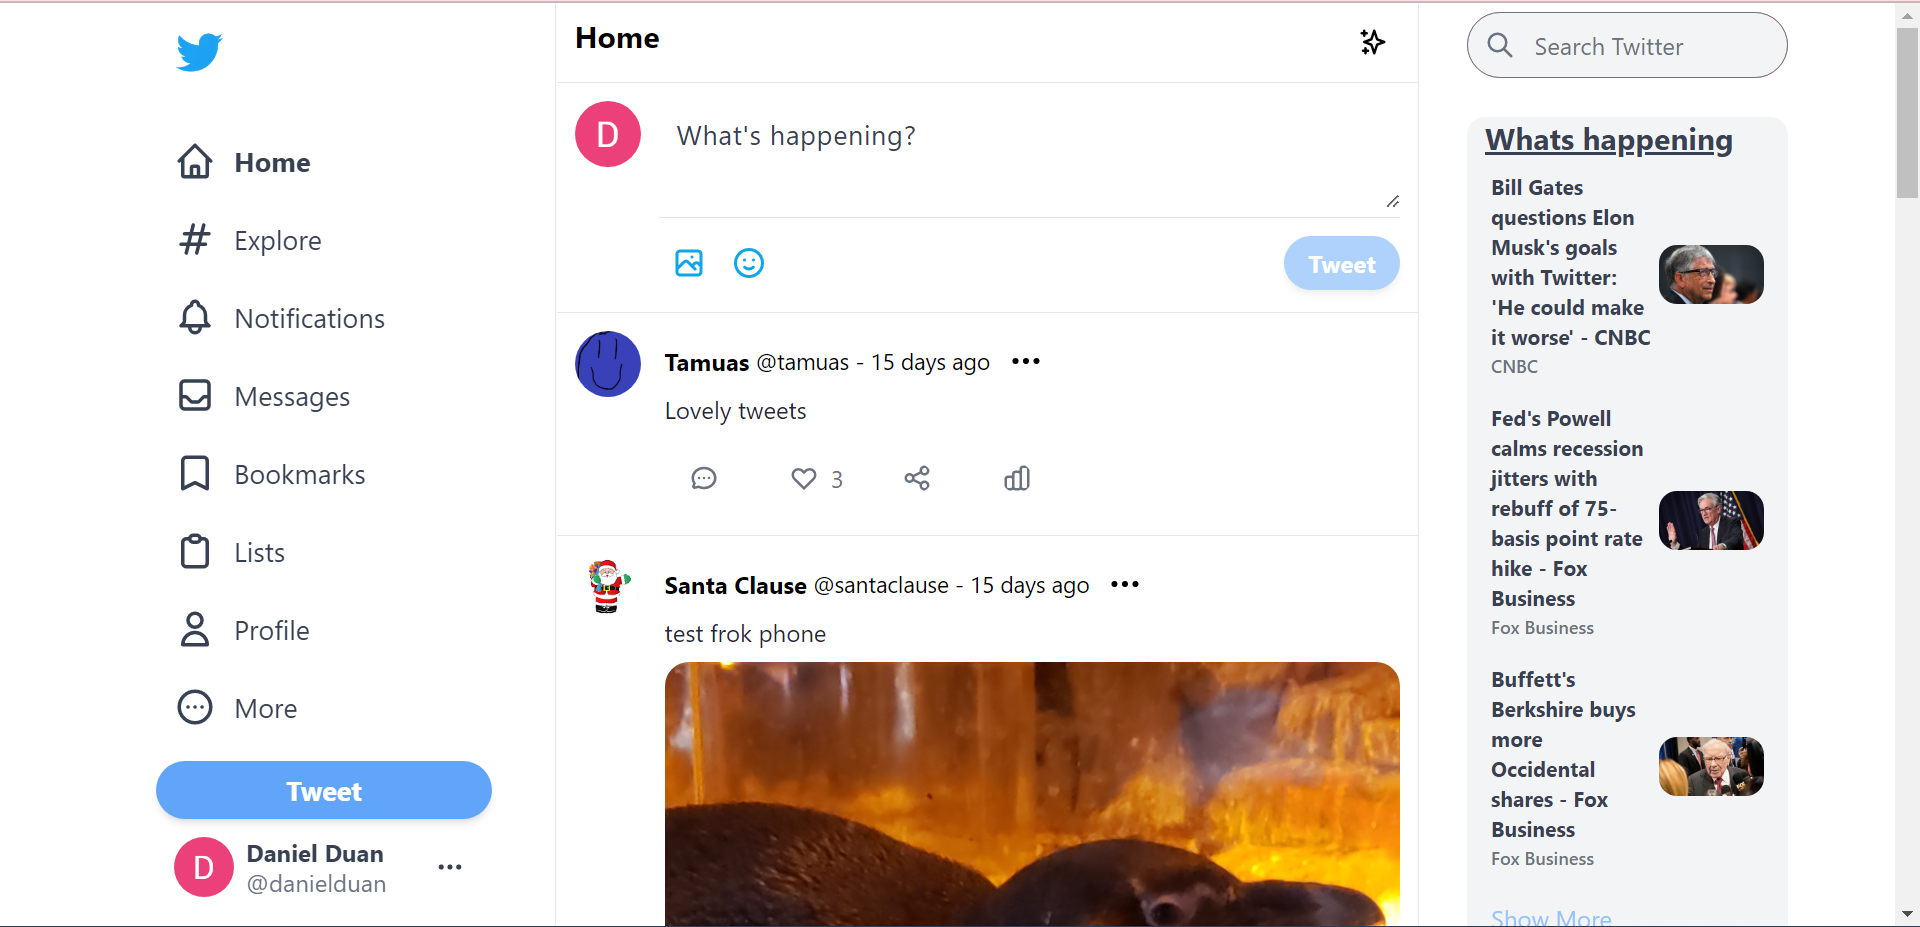 Home
Explore
Notifications
Messages
Bookmarks
Lists
Profile
More
Tweet
D
Daniel Duan
@danielduan
Home
D
What's happening?
Tweet
Tamuas @tamuas - 15 days ago
Lovely tweets
3
Santa Clause @santaclause - 15 days ago
test frok phone
Search Twitter
Whats happening
Bill Gates
questions Elon
Musk's goals
with Twitter:
'He could make
it worse' - CNBC
CNBC
Fed's Powell
calms recession
jitters with
rebuff of 75-
basis point rate
hike - Fox
Business
Fox Business
Buffett's
Berkshire buys
more
Occidental
shares - Fox
Business
Fox Business
Show More